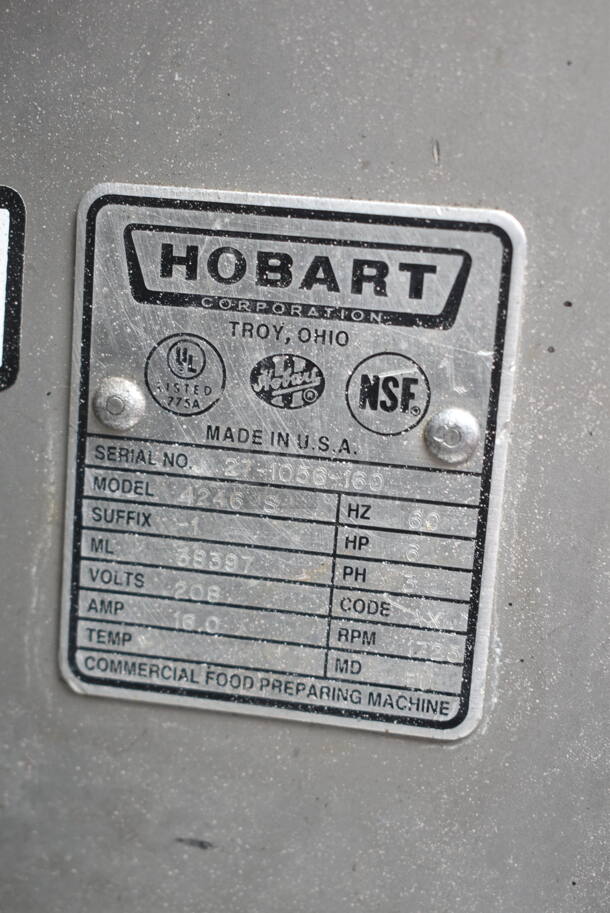 HOBART
CORPORATION
TROY, OHIO
UL
LISTED
775A
Hobart
®
NSF®
MADE IN U.S.A.
SERIAL NO. 27-1056-160
MODEL 4246 S HZ 60
SUFFIX -1 HP
ML 38397 PH 3
VOLTS 208 CODE
AMP 16.0 RPM
TEMP MD
COMMERCIAL FOOD PREPARING MACHINE